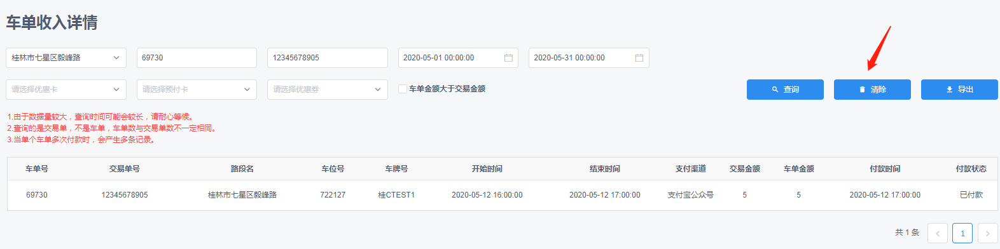 车单收入详情
桂林市七星区毅峰路 69730 12345678905 2020-05-01 00:00:00 2020-05-31 00:00:00
请选择优惠卡 请选择预付卡 请选择优惠券 车单金额大于交易金额 查询 清除 导出
1.由于数据量较大，查询时间可能会较长，请耐心等候。
2.查询的是交易单，不是车单，车单数与交易单数不一定相同。
3.当单个车单多次付款时，会产生多条记录。
车单号 交易单号 路段名 车位号 车牌号 开始时间 结束时间 支付渠道 交易金额 车单金额 付款时间 付款状态
69730 12345678905 桂林市七星区毅峰路 722127 桂CTEST1 2020-05-12 16:00:00 2020-05-12 17:00:00 支付宝公众号 5 5 2020-05-12 17:00:00 已付款
共 1 条 1